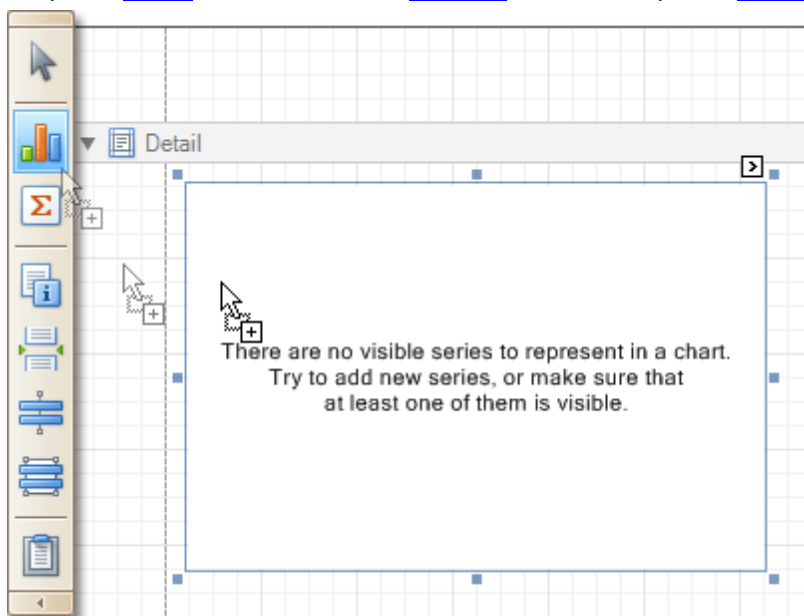 Detail
There are no visible series to represent in a chart.
Try to add new series, or make sure that
at least one of them is visible.